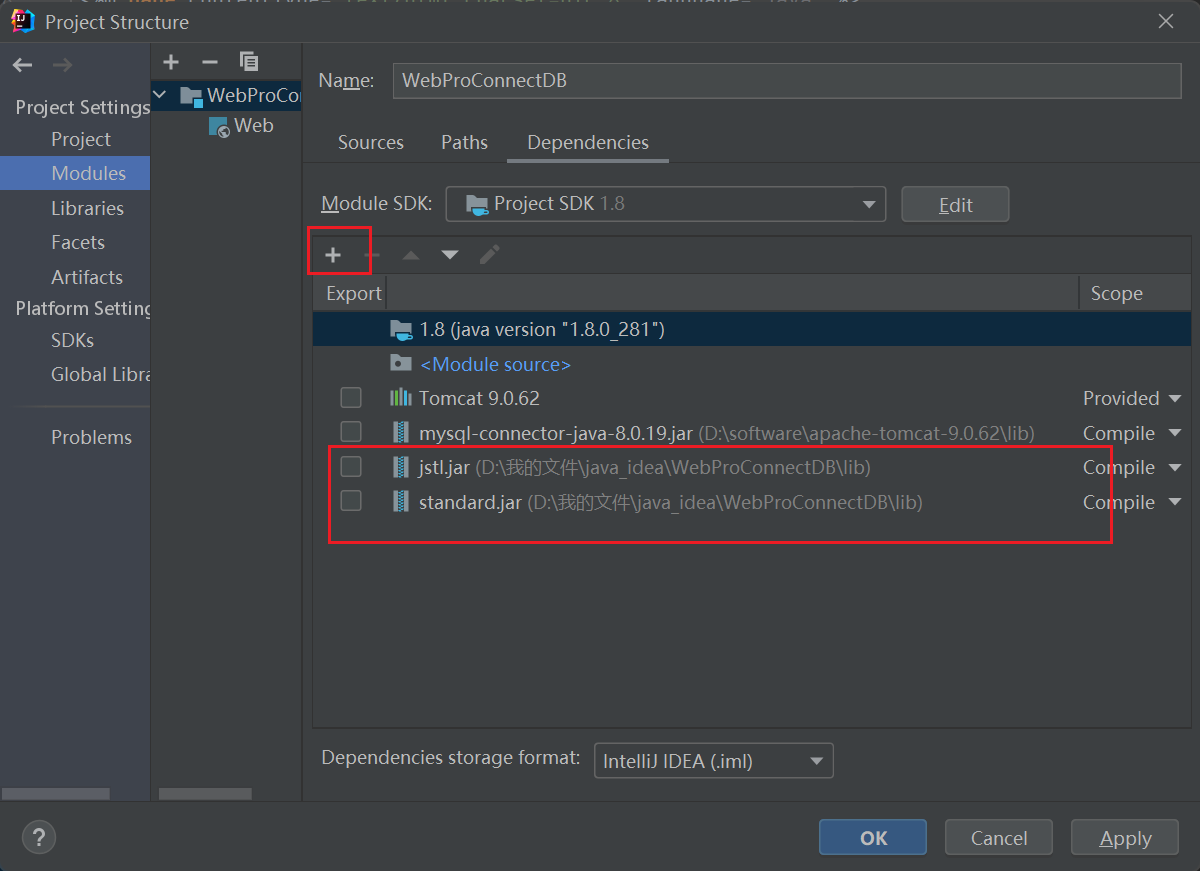 Project Structure
Project Settings
Project
Modules
Libraries
Facets
Artifacts
Platform Setting
SDKs
Global Libra
Problems
WebProCo
Web
Name: WebProConnectDB
Sources Paths Dependencies
Module SDK: Project SDK 1.8 Edit
Export Scope
1.8 (java version "1.8.0_281")
<Module source>
Tomcat 9.0.62 Provided
mysql-connector-java-8.0.19.jar (D:\software\apache-tomcat-9.0.62\lib) Compile
jstl.jar (D:\我的文件\java_idea\WebProConnectDB\lib) Compile
standard.jar (D:\我的文件\java_idea\WebProConnectDB\lib) Compile
Dependencies storage format: IntelliJ IDEA (.iml)
? OK Cancel Apply